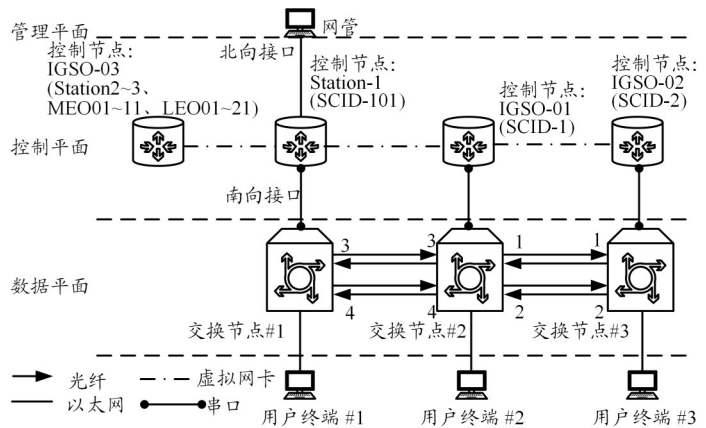 管理平面
网管
控制节点:
IGSO-03
(Station2~3、
MEO01~11、LEO01~21)
北向接口
控制节点:
Station-1
(SCID-101)
控制节点:
IGSO-01
(SCID-1)
控制节点:
IGSO-02
(SCID-2)
控制平面
南向接口
3
3
1
1
数据平面
4
4
2
2
交换节点#1
交换节点#2
交换节点#3
光纤
虚拟网卡
以太网
串口
用户终端 #1
用户终端 #2
用户终端 #3